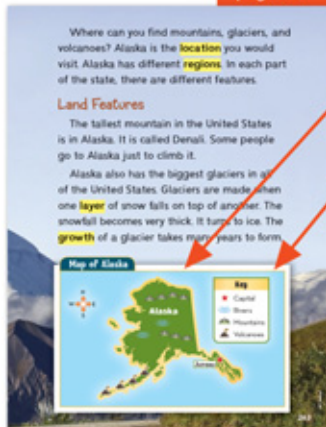 Where can you find mountains, glaciers, and
volcanoes? Alaska is the location you would
visit. Alaska has different regions. In each part
of the state, there are different features.
Land Features
The tallest mountain in the United States
is in Alaska. It is called Denali. Some people
go to Alaska just to climb it.
Alaska also has the biggest glaciers in all
of the United States. Glaciers are made when
one layer of snow falls on top of another. The
snowfall becomes very thick. It turns to ice. The
growth of a glacier takes many years to form.
Map of Alaska
Alaska
Juneau
Key
Capital
Rivers
Mountains
Volcanoes